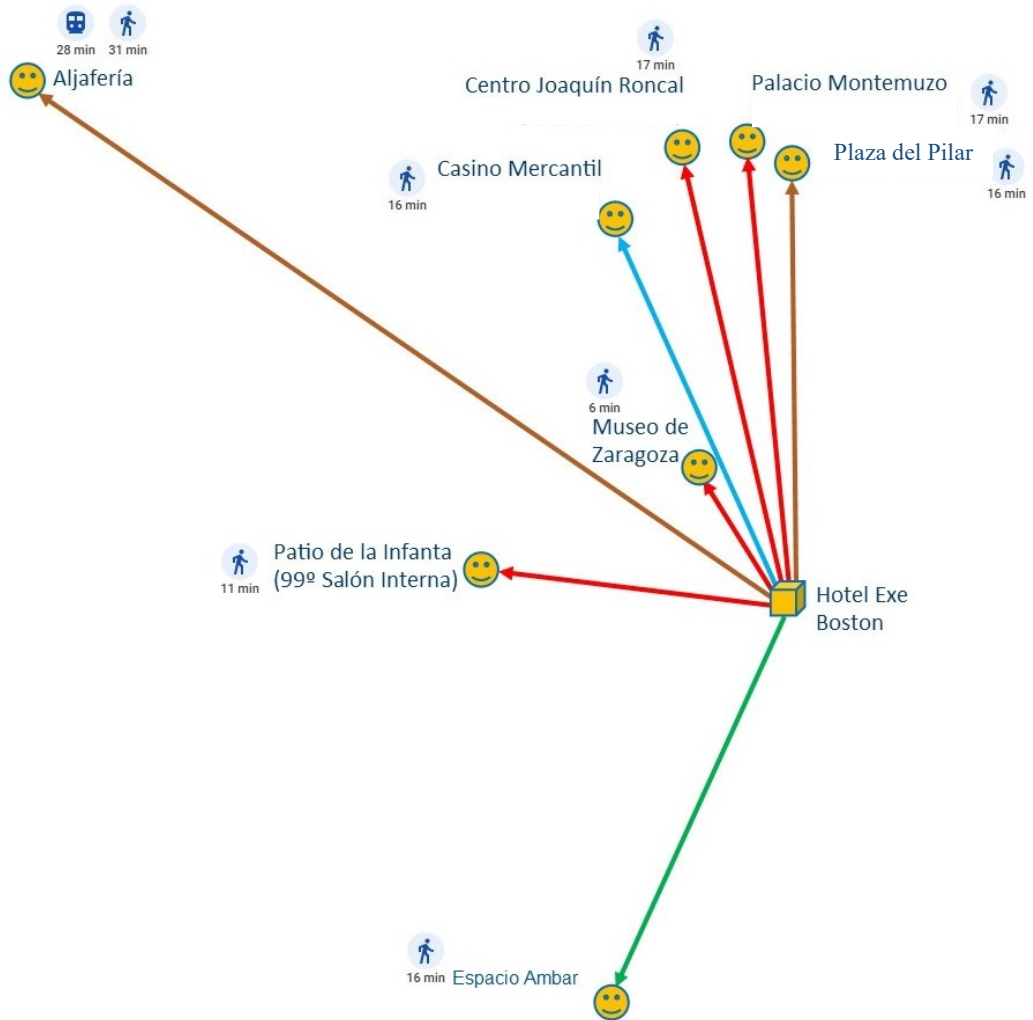 28 min 31 min
Aljafería
17 min
Centro Joaquín Roncal
Palacio Montemuzo
17 min
Plaza del Pilar
16 min
Casino Mercantil
16 min
6 min
Museo de
Zaragoza
Patio de la Infanta
(99º Salón Interna)
11 min
Hotel Exe
Boston
16 min Espacio Ambar